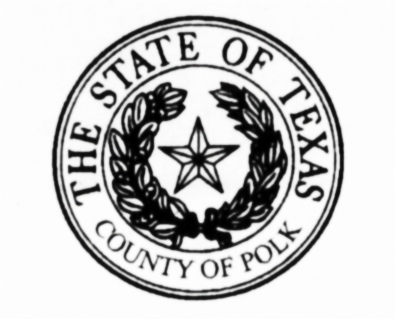 THE STATE OF TEXAS
COUNTY OF POLK